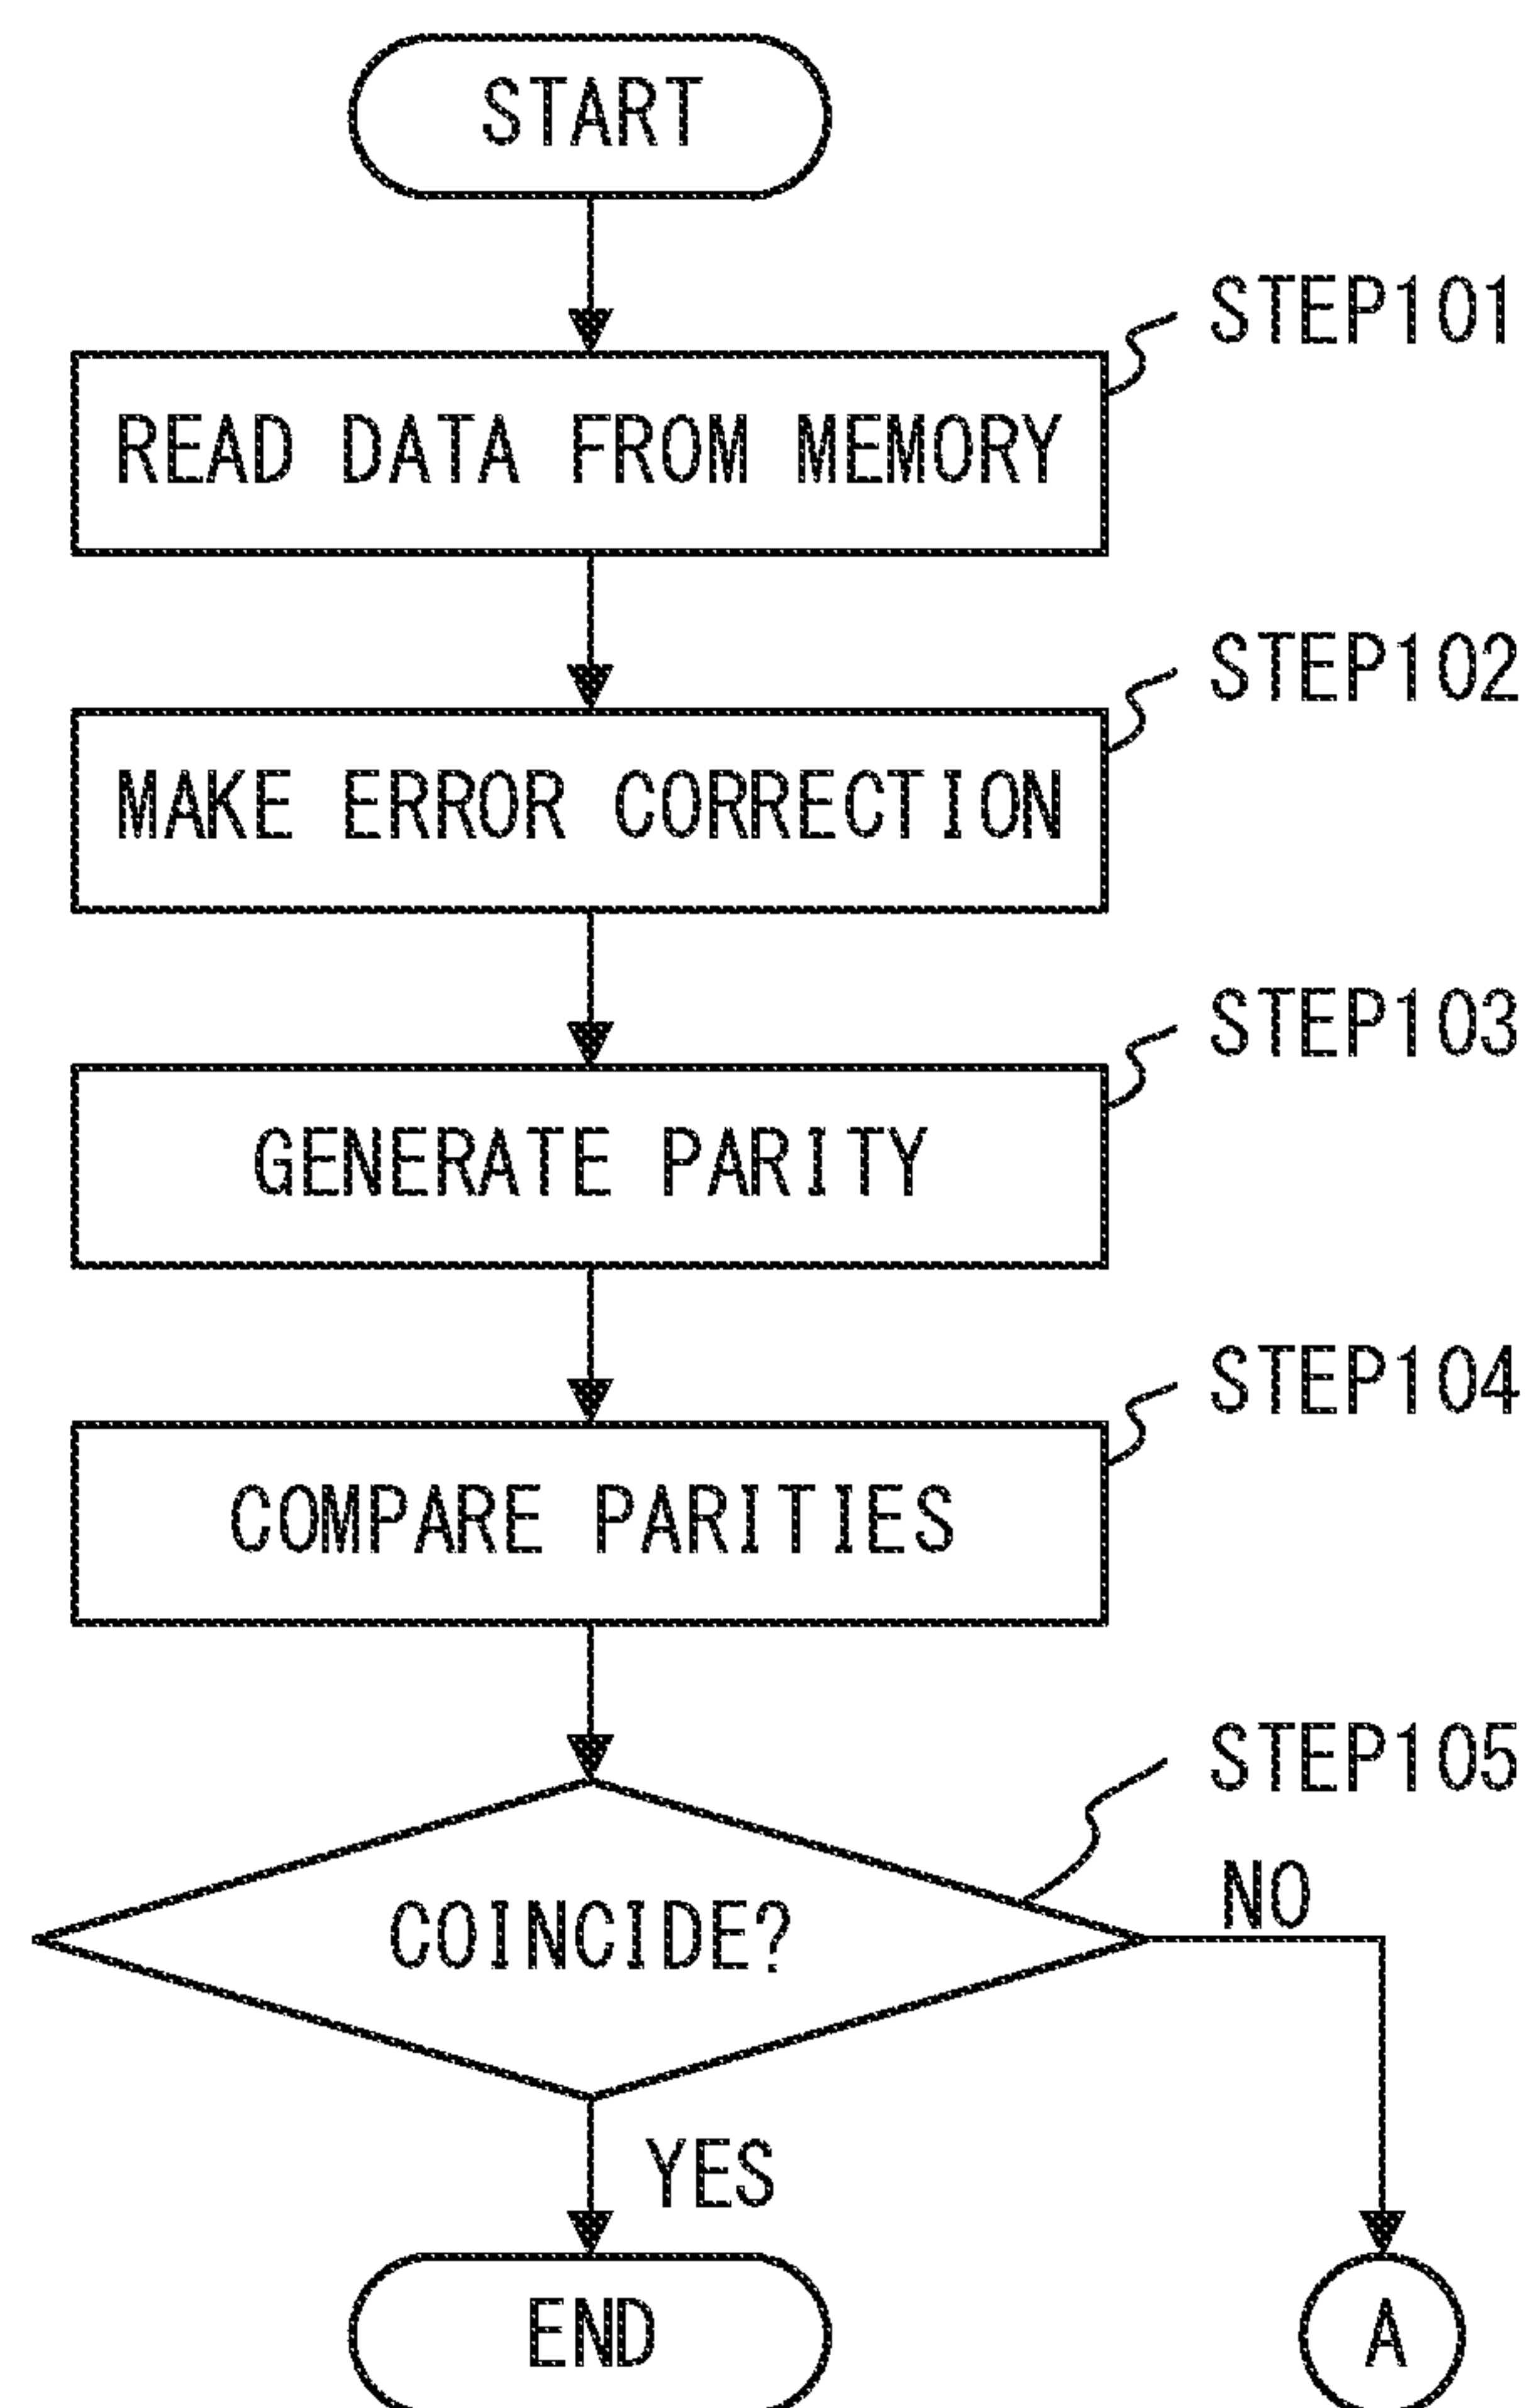 START
STEP101
READ DATA FROM MEMORY
STEP102
MAKE ERROR CORRECTION
STEP103
GENERATE PARITY
STEP104
COMPARE PARITIES
STEP105
COINCIDE?
NO
YES
END
A